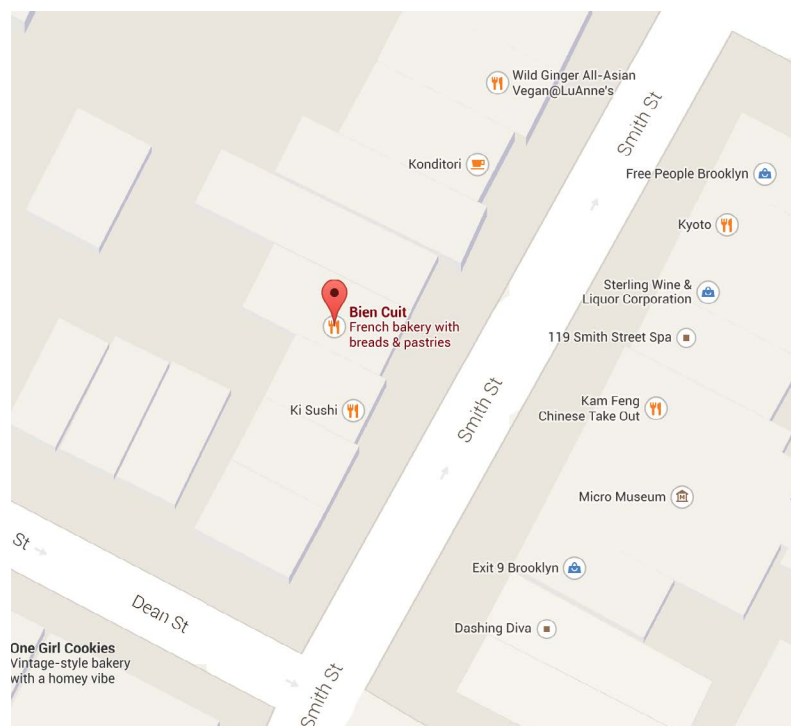 Wild Ginger All-Asian
Vegan@LuAnne's
Smith St
Konditori
Free People Brooklyn
Kyoto
Sterling Wine &
Liquor Corporation
Bien Cuit
French bakery with
breads & pastries
119 Smith Street Spa
Ki Sushi
Smith St
Kam Feng
Chinese Take Out
Micro Museum
St
Exit 9 Brooklyn
Dean St
Dashing Diva
One Girl Cookies
Vintage-style bakery
with a homey vibe
Smith St